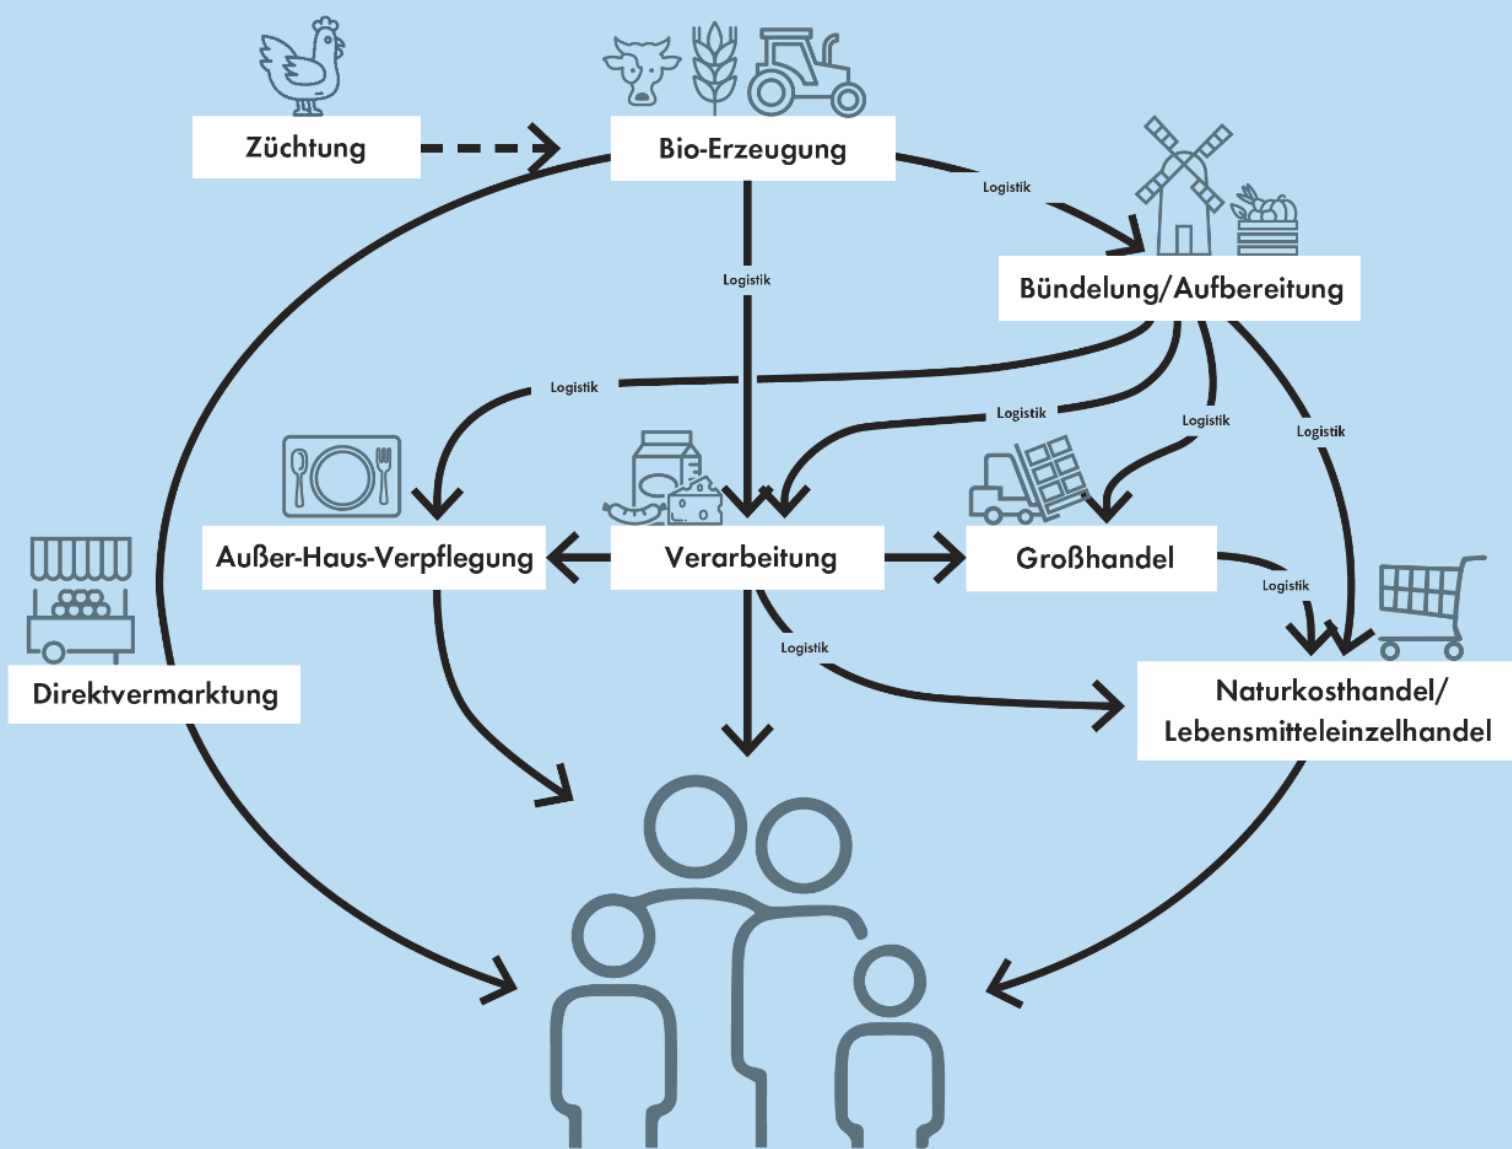 Züchtung
Bio-Erzeugung
Logistik
Logistik
Bündelung/Aufbereitung
Logistik
Logistik
Logistik
Logistik
Außer-Haus-Verpflegung
Verarbeitung
Großhandel
Logistik
Logistik
Direktvermarktung
Naturkosthandel/
Lebensmitteleinzelhandel